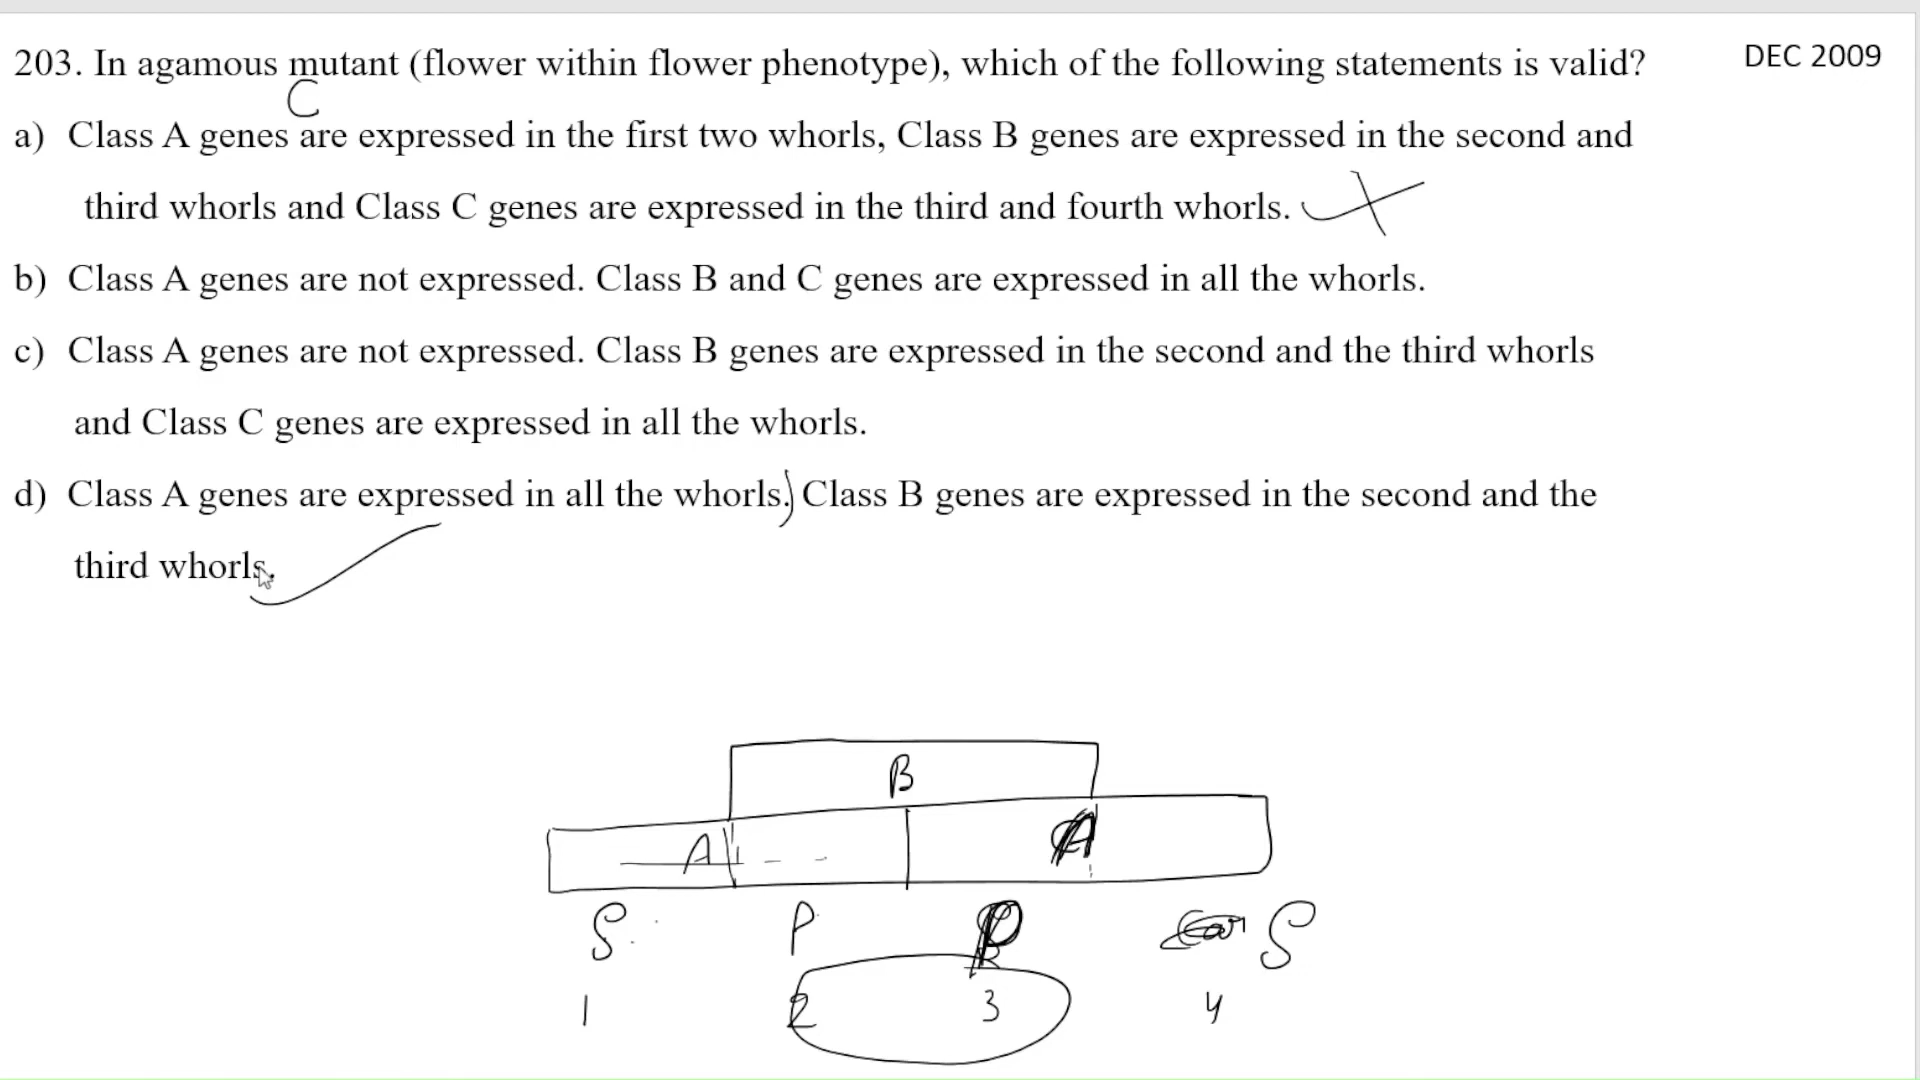 203. In agamous mutant (flower within flower phenotype), which of the following statements is valid? DEC 2009
C
a) Class A genes are expressed in the first two whorls, Class B genes are expressed in the second and
third whorls and Class C genes are expressed in the third and fourth whorls.
b) Class A genes are not expressed. Class B and C genes are expressed in all the whorls.
c) Class A genes are not expressed. Class B genes are expressed in the second and the third whorls
and Class C genes are expressed in all the whorls.
d) Class A genes are expressed in all the whorls. Class B genes are expressed in the second and the
third whorls.
B
A A
S P P S
1 2 3 4